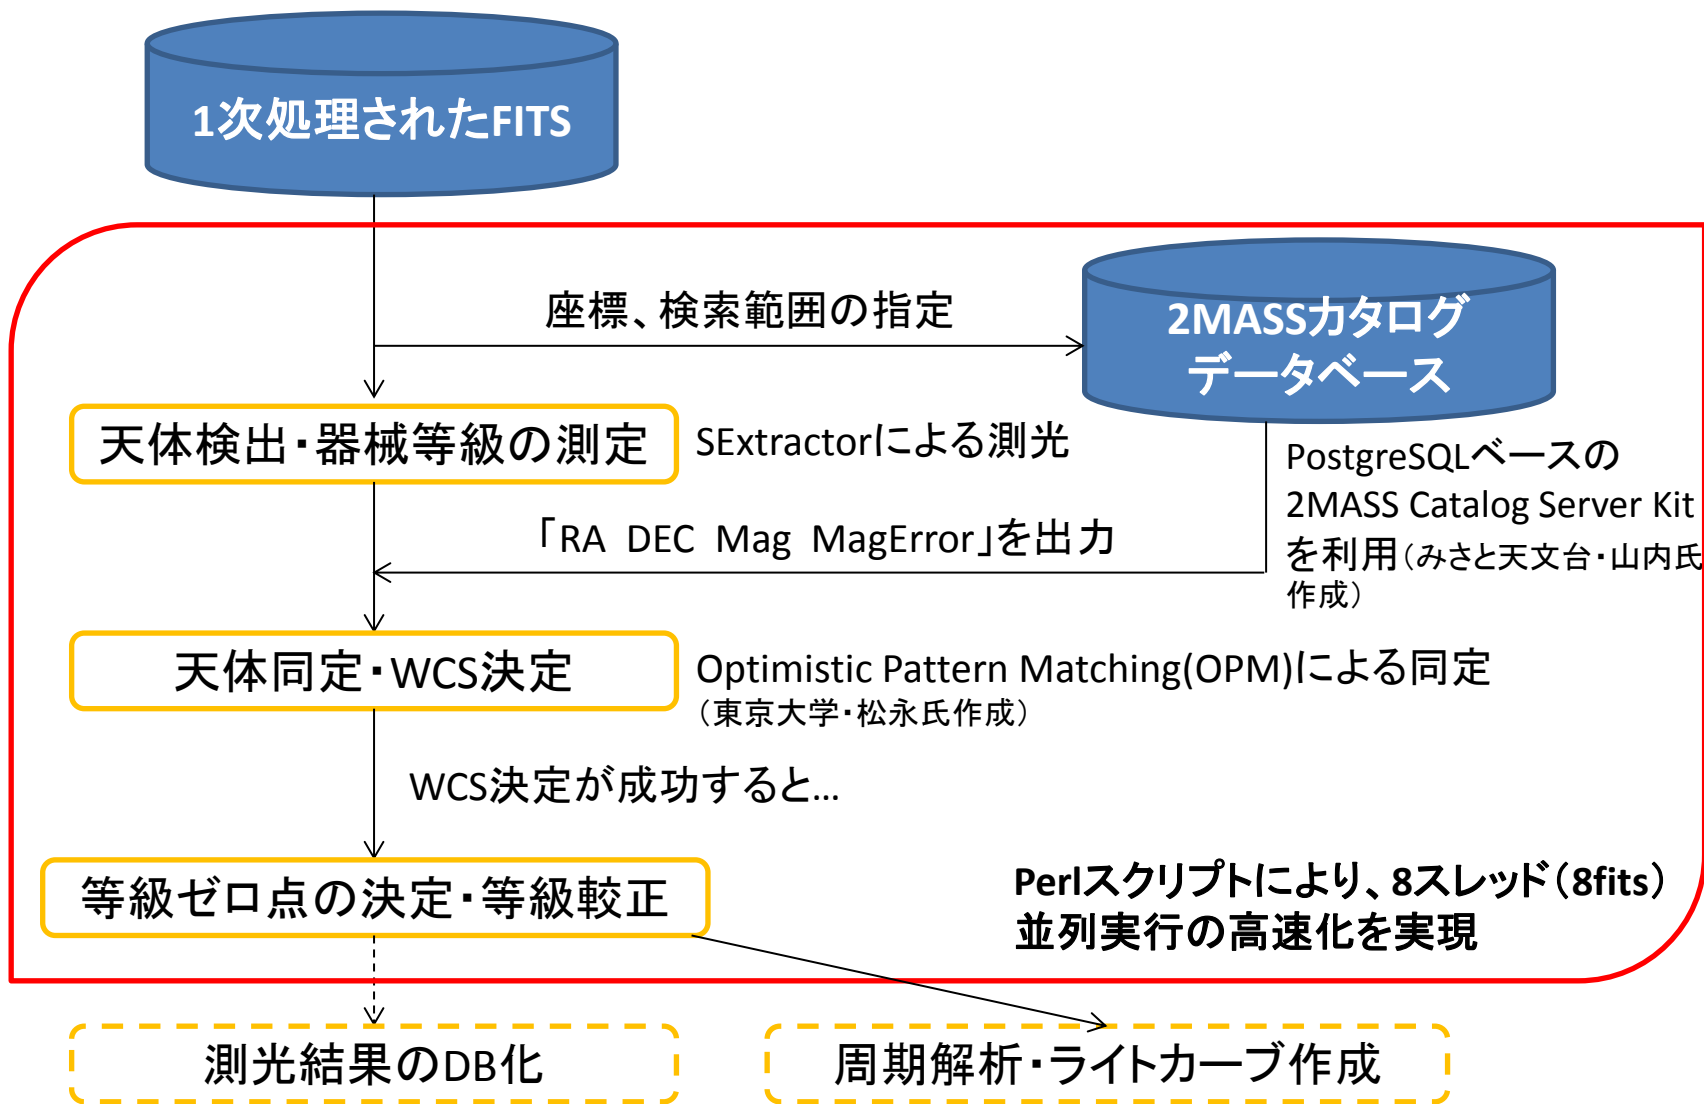 1次処理されたFITS
座標、検索範囲の指定
2MASSカタログ
データベース
天体検出・器械等級の測定
SExtractorによる測光
PostgreSQLベースの
2MASS Catalog Server Kit
を利用（みさと天文台・山内氏
作成）
「RA DEC Mag MagError」を出力
天体同定・WCS決定
Optimistic Pattern Matching(OPM)による同定
（東京大学・松永氏作成）
WCS決定が成功すると…
等級ゼロ点の決定・等級較正
Perlスクリプトにより、8スレッド（8fits）
並列実行の高速化を実現
測光結果のDB化
周期解析・ライトカーブ作成